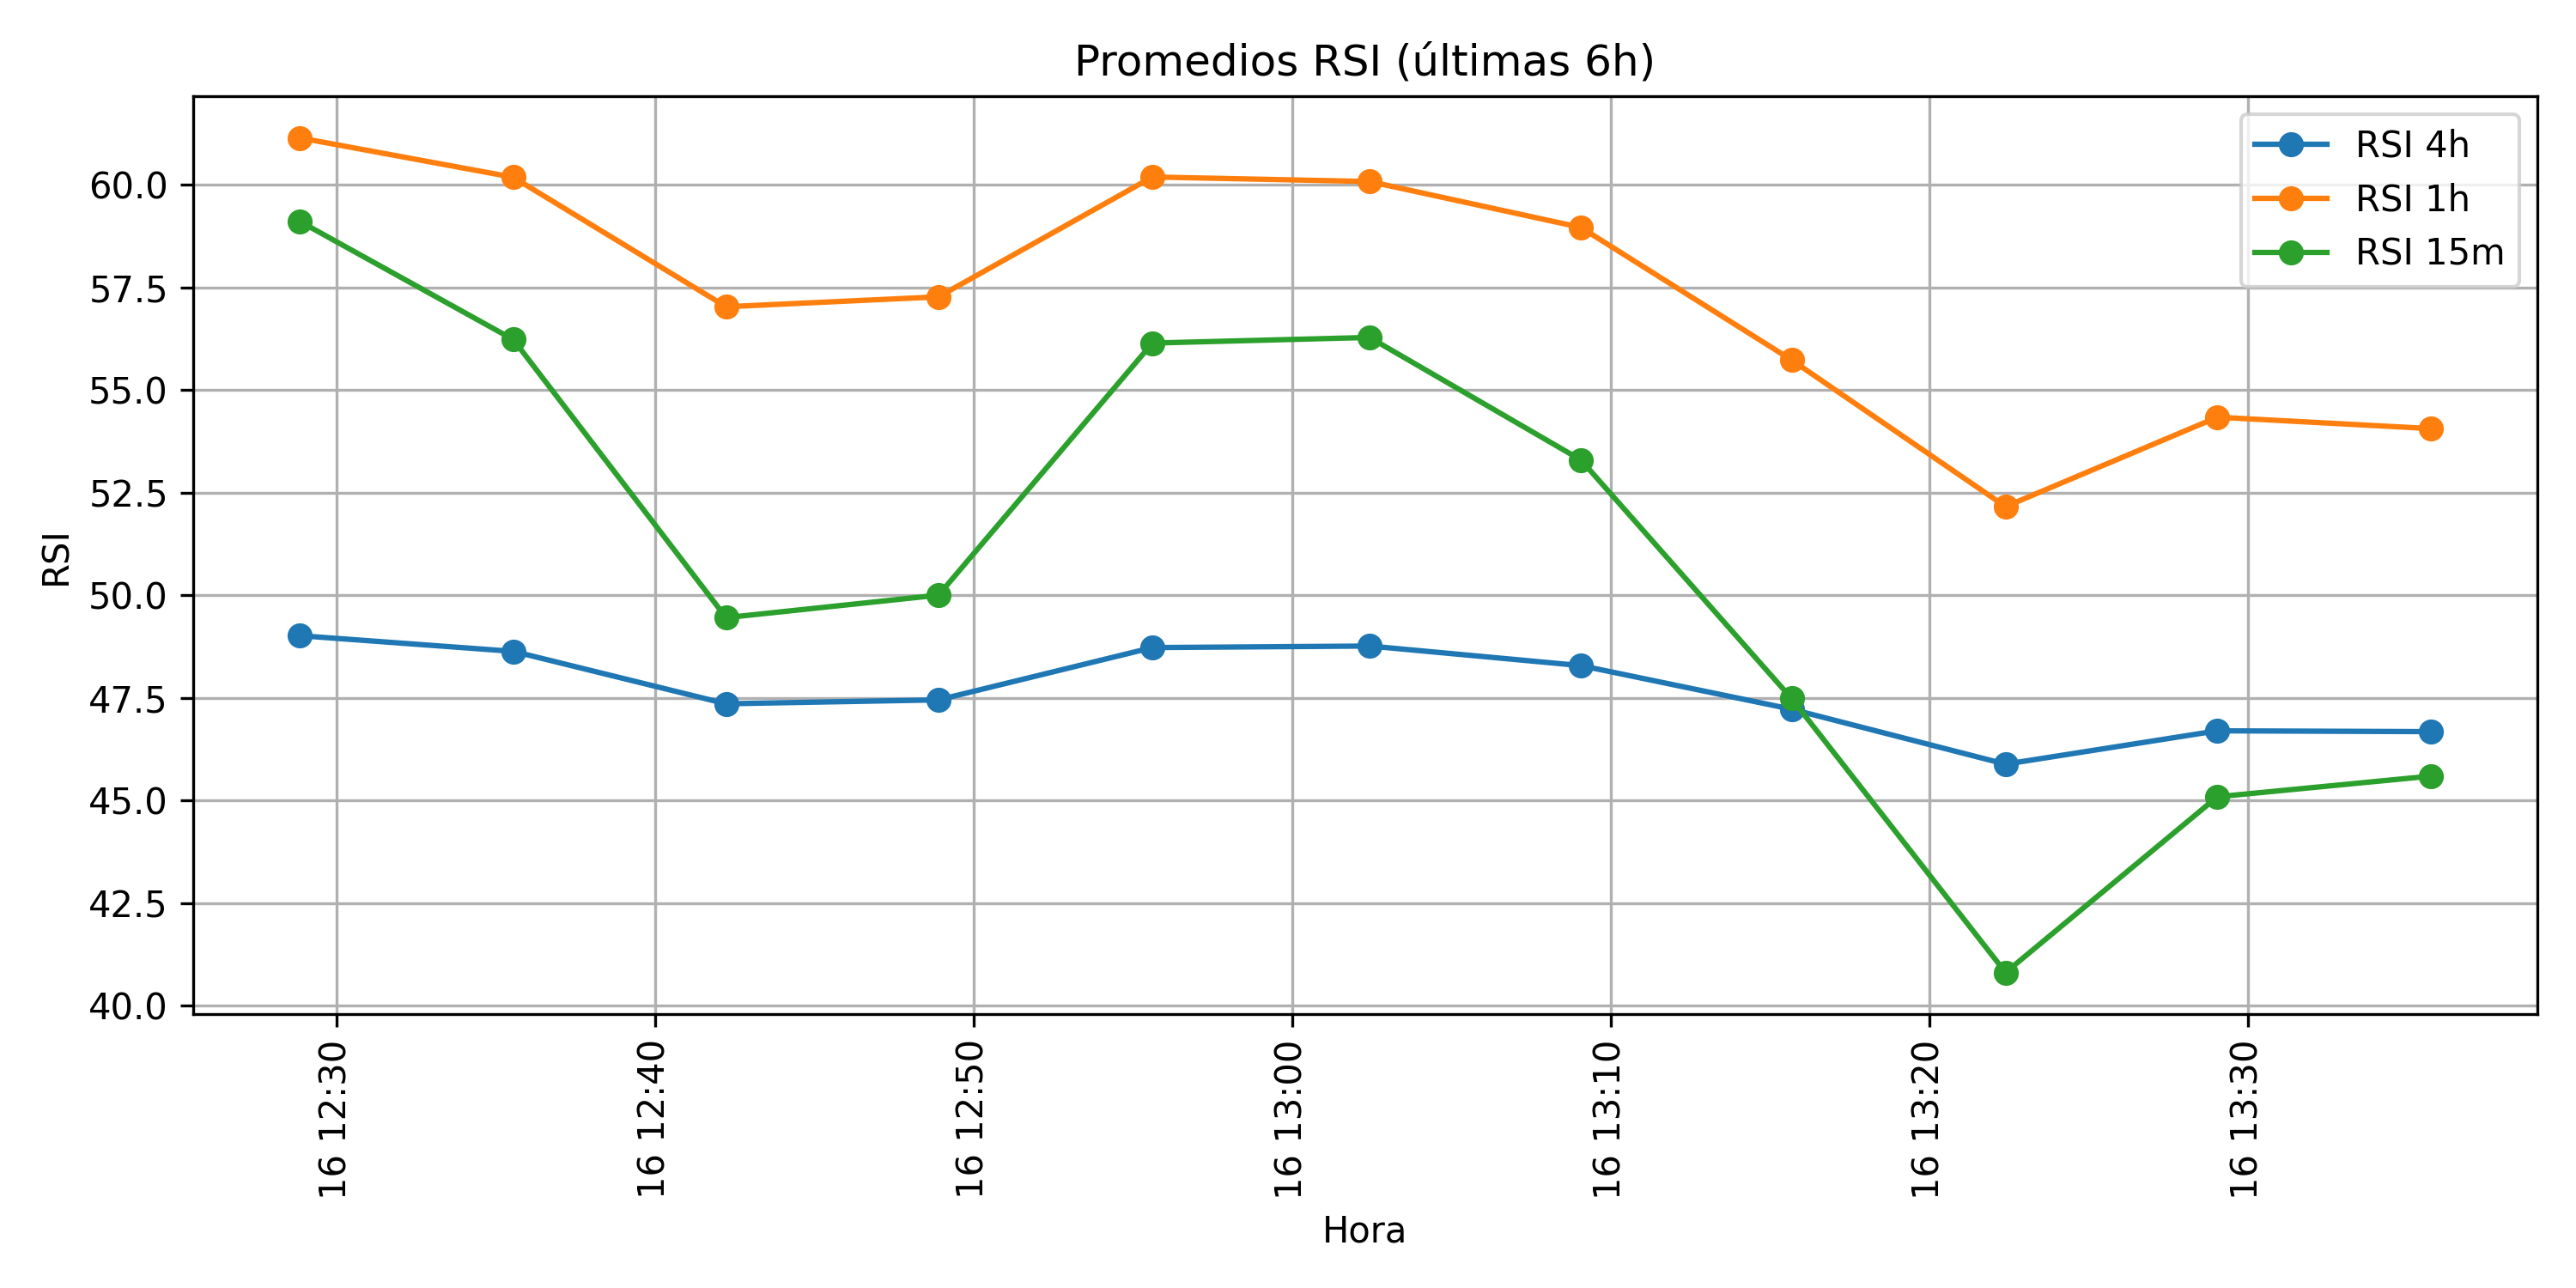 Promedios RSI (últimas 6h)
RSI 4h
RSI 1h
RSI 15m
RSI
60.0
57.5
55.0
52.5
50.0
47.5
45.0
42.5
40.0
16 12:30
16 12:40
16 12:50
16 13:00
16 13:10
16 13:20
16 13:30
Hora